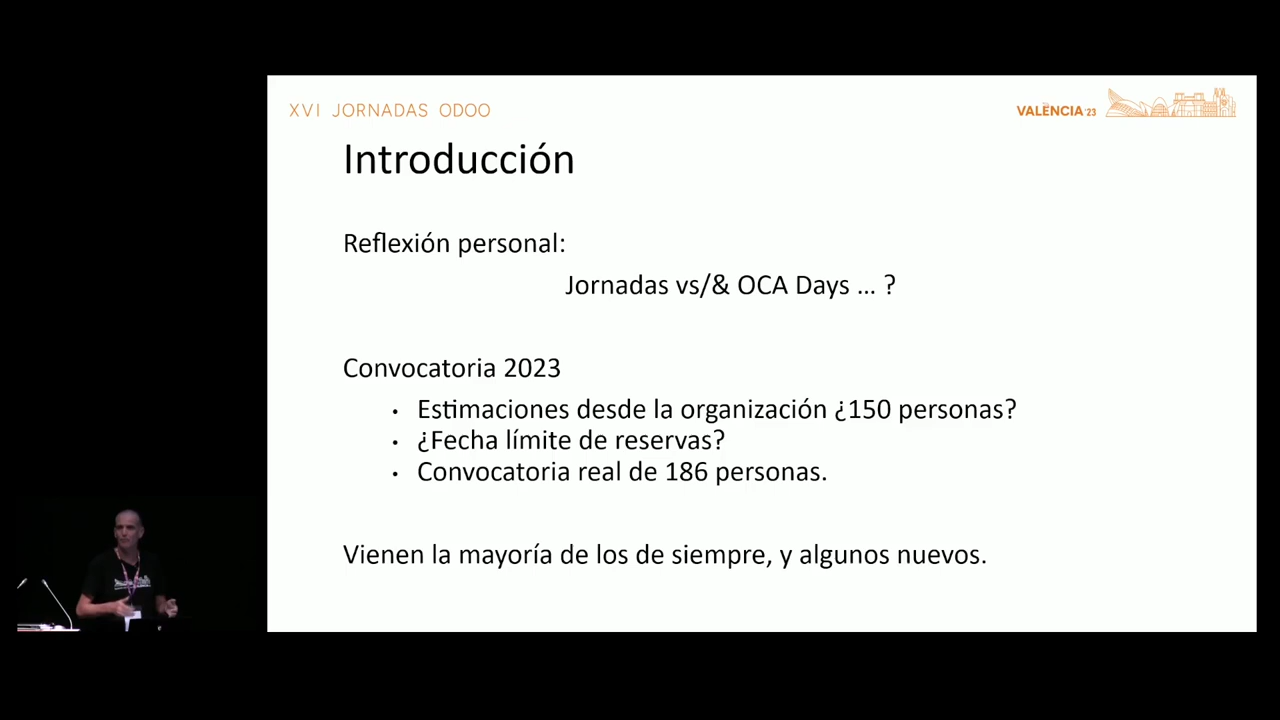 XVI JORNADAS ODOO
VALÈNCIA '23
Introducción
Reflexión personal:
Jornadas vs/& OCA Days ... ?
Convocatoria 2023
• Estimaciones desde la organización ¿150 personas?
• ¿Fecha límite de reservas?
• Convocatoria real de 186 personas.
Vienen la mayoría de los de siempre, y algunos nuevos.